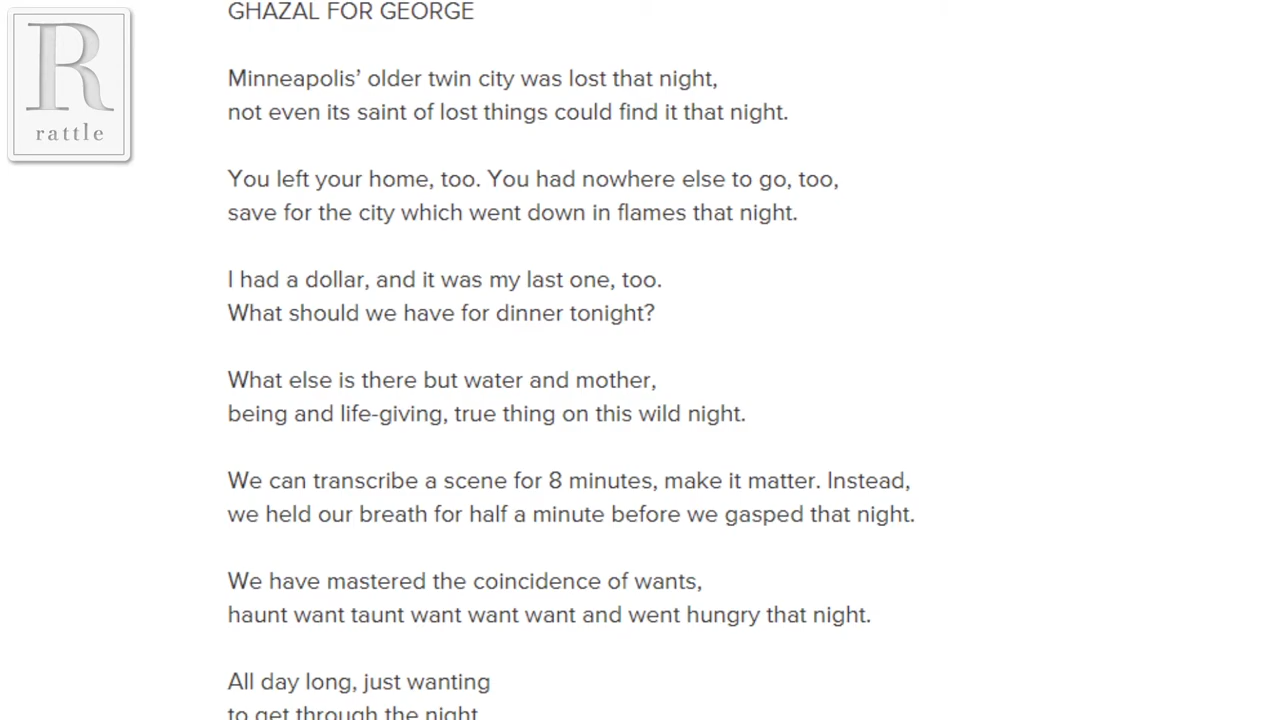 R
rattle
GHAZAL FOR GEORGE
Minneapolis’ older twin city was lost that night,
not even its saint of lost things could find it that night.
You left your home, too. You had nowhere else to go, too,
save for the city which went down in flames that night.
I had a dollar, and it was my last one, too.
What should we have for dinner tonight?
What else is there but water and mother,
being and life-giving, true thing on this wild night.
We can transcribe a scene for 8 minutes, make it matter. Instead,
we held our breath for half a minute before we gasped that night.
We have mastered the coincidence of wants,
haunt want taunt want want want and went hungry that night.
All day long, just wanting
to get through the night